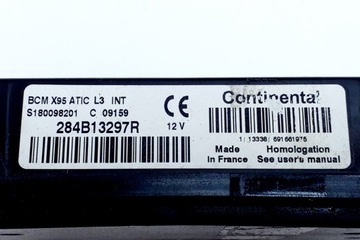 BCM X95 ATIC L3 INT
S180098201 C 09159
284B13297R
12 V
CE
Continental
Made
in France
Homologation
See user's manual